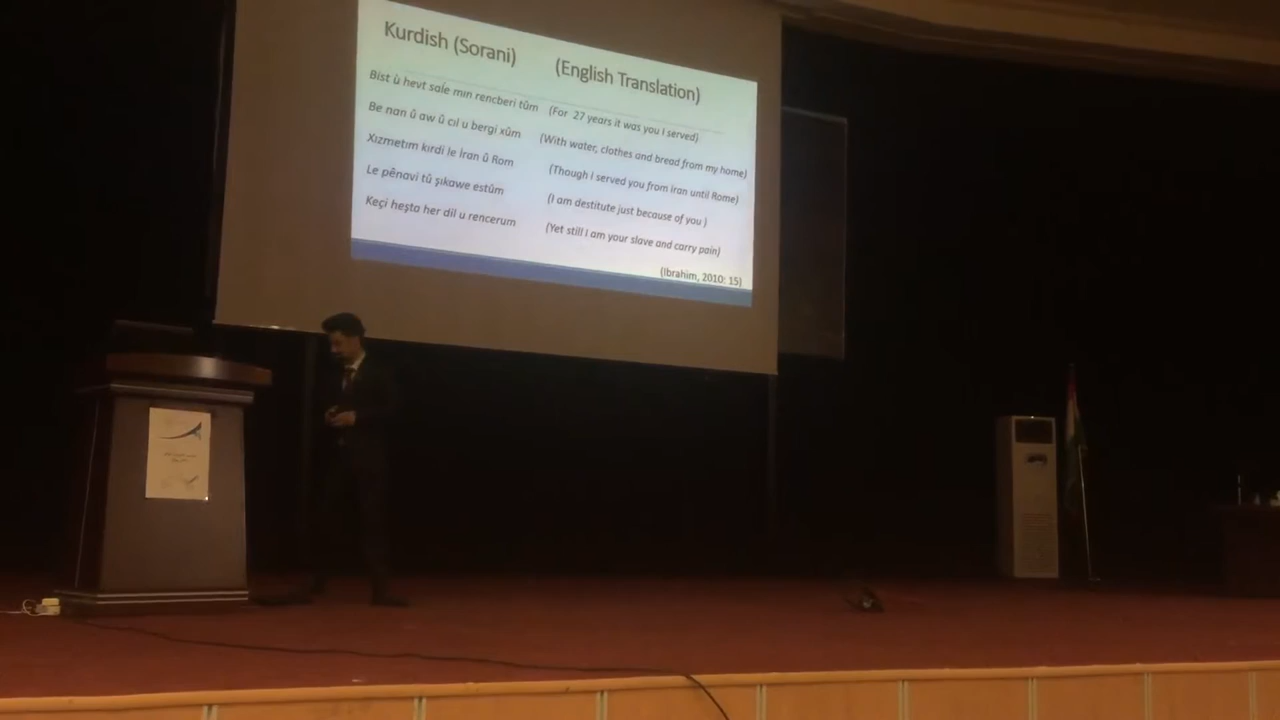 Kurdish (Sorani) (English Translation)
Bist û hevt sale mın rencberi tûm (For 27 years it was you I served)
Be nan û aw û cıl u bergi xûm (With water, clothes and bread from my home)
Xızmetım kırdi le İran û Rom (Though I served you from Iran until Rome)
Le pênavi tû şıkawe estûm (I am destitute just because of you )
Keçi heşta her dil u rencerum (Yet still I am your slave and carry pain)
(Ibrahim, 2010: 15)